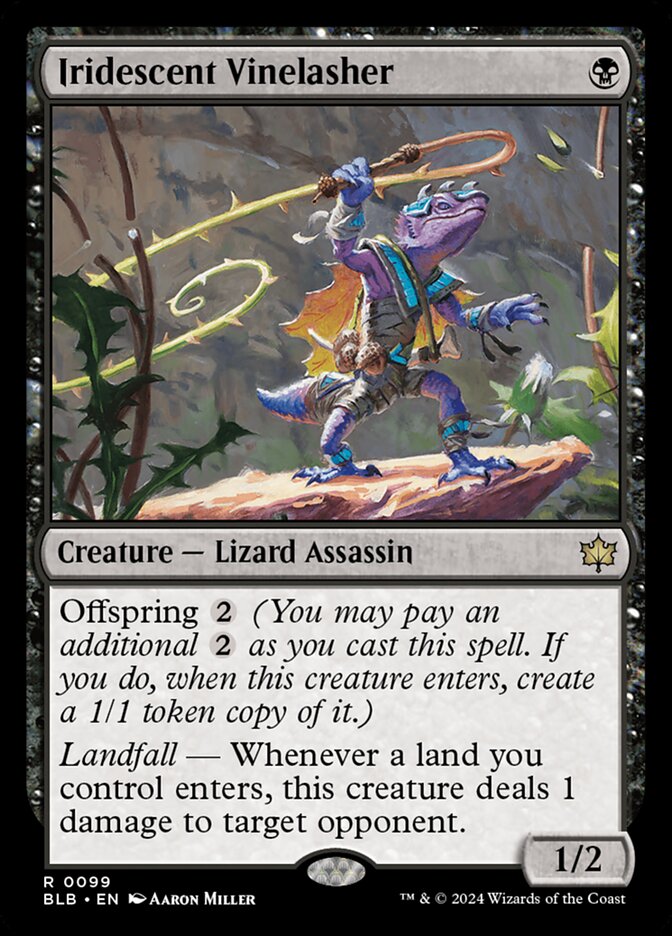 Iridescent Vinelasher
Creature — Lizard Assassin
Offspring 2 (You may pay an
additional 2 as you cast this spell. If
you do, when this creature enters, create
a 1/1 token copy of it.)
Landfall — Whenever a land you
control enters, this creature deals 1
damage to target opponent.
1/2
R 0099
BLB • EN Aaron Miller
™ & © 2024 Wizards of the Coast